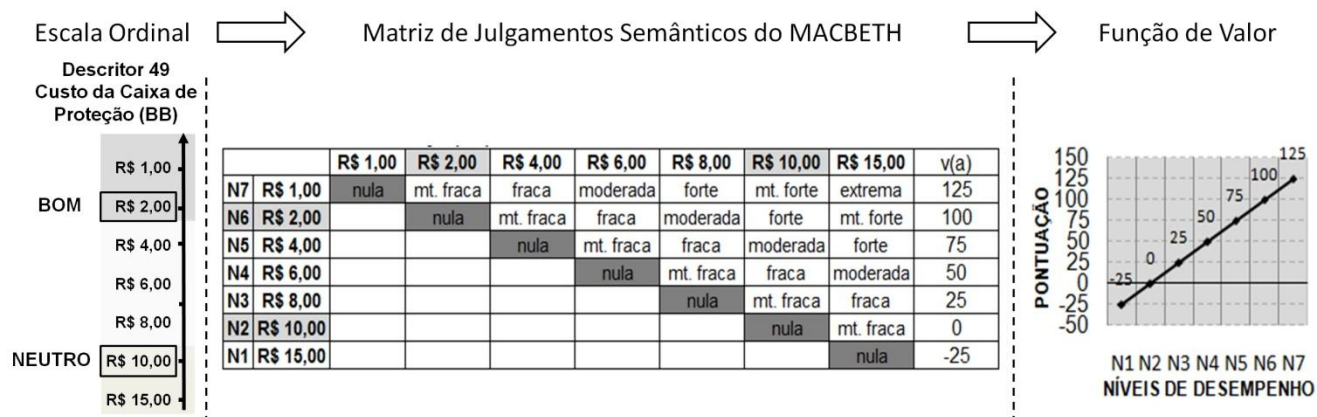 Escala Ordinal
Matriz de Julgamentos Semânticos do MACBETH
Função de Valor
Descritor 49
Custo da Caixa de
Proteção (BB)
R$ 1,00
BOM R$ 2,00
R$ 4,00
R$ 6,00
R$ 8,00
NEUTRO R$ 10,00
R$ 15,00
R$ 1,00 R$ 2,00 R$ 4,00 R$ 6,00 R$ 8,00 R$ 10,00 R$ 15,00 v(a)
N7 R$ 1,00 nula mt. fraca fraca moderada forte mt. forte extrema 125
N6 R$ 2,00 nula mt. fraca fraca moderada forte mt. forte 100
N5 R$ 4,00 nula mt. fraca fraca moderada forte 75
N4 R$ 6,00 nula mt. fraca fraca moderada 50
N3 R$ 8,00 nula mt. fraca fraca 25
N2 R$ 10,00 nula mt. fraca 0
N1 R$ 15,00 nula -25
PONTUAÇÃO
150
125
100
75
50
25
0
-25
-50
-25
0
25
50
75
100
125
N1 N2 N3 N4 N5 N6 N7
NÍVEIS DE DESEMPENHO